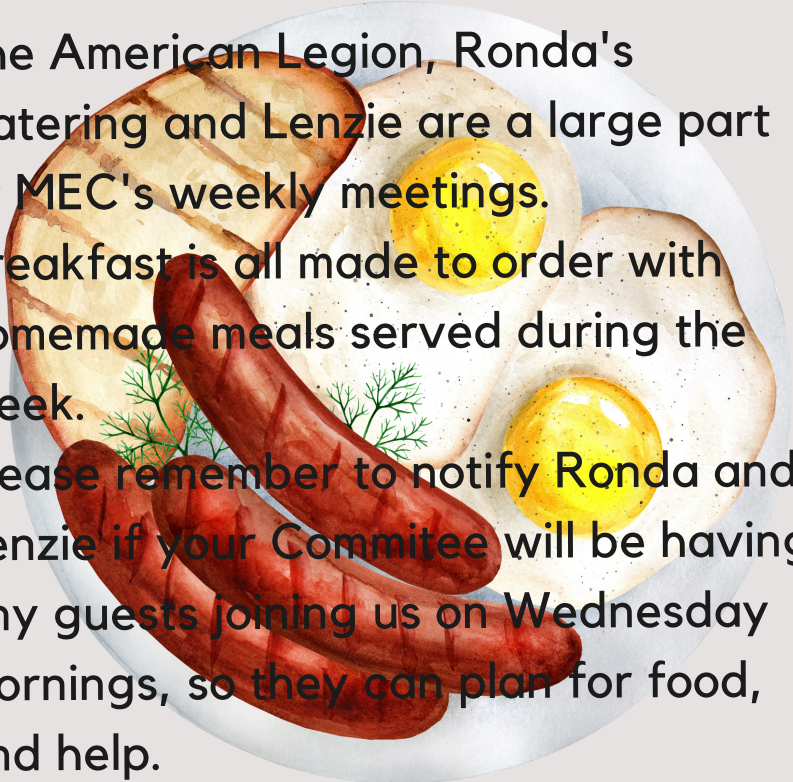 he American Legion, Ronda's
atering and Lenzie are a large part
MEC's weekly meetings.
reakfast is all made to order with
omemade meals served during the
eek.
ease remember to notify Ronda and
enzie if your Commitee will be having
ny guests joining us on Wednesday
ornings, so they can plan for food,
nd help.